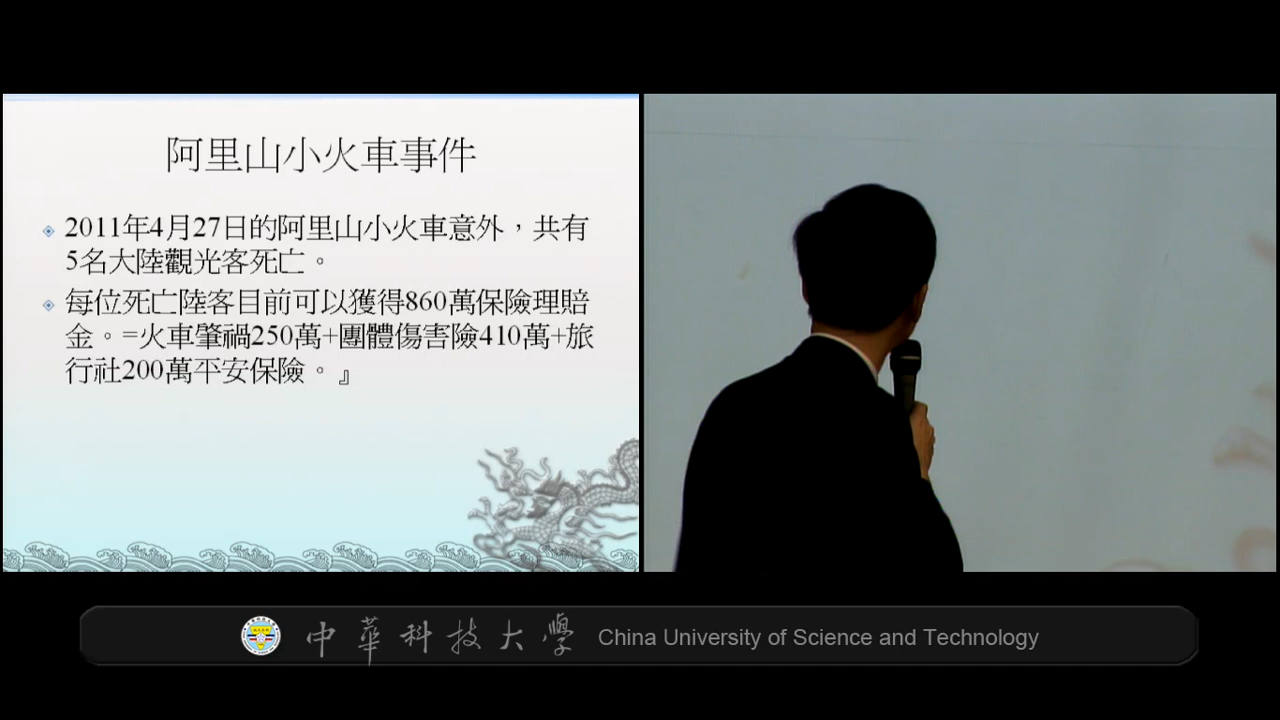 阿里山小火車事件
2011年4月27日的阿里山小火車意外，共有
5名大陸觀光客死亡。
每位死亡陸客目前可以獲得860萬保險理賠
金。=火車肇禍250萬+團體傷害險410萬+旅
行社200萬平安保險。』
中華科技大學 China University of Science and Technology